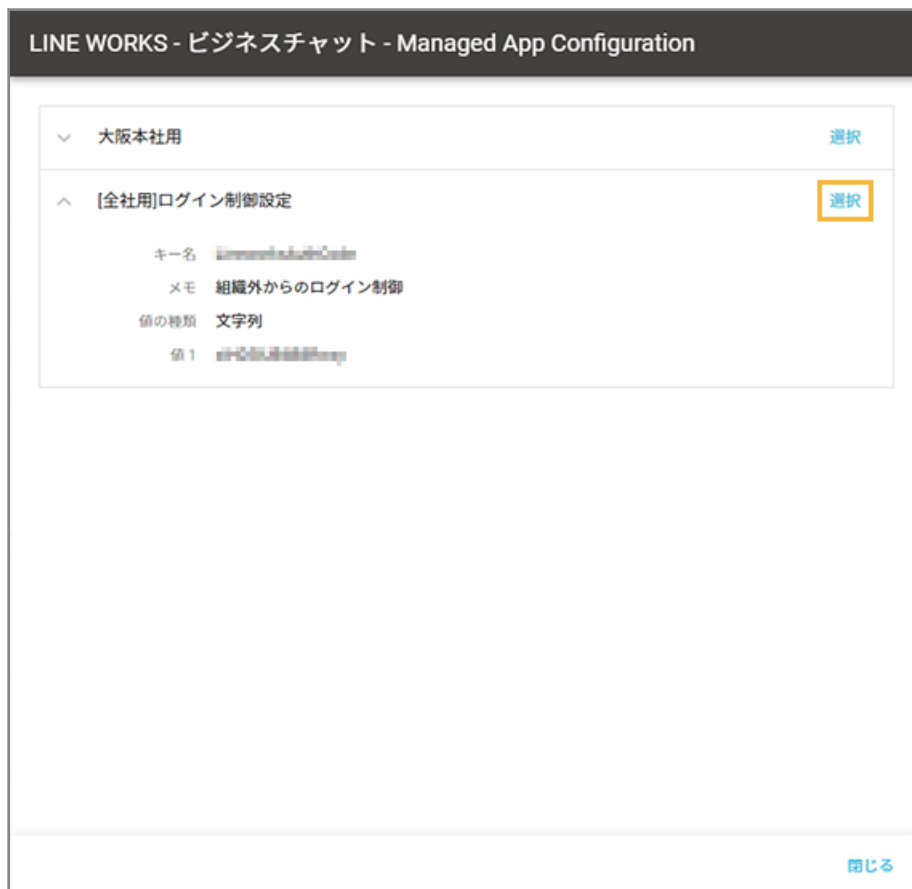 LINE WORKS - ビジネスチャット - Managed App Configuration
大阪本社用 選択
[全社用]ログイン制御設定 選択
キー名
メモ 組織外からのログイン制御
値の種類 文字列
値 1
閉じる